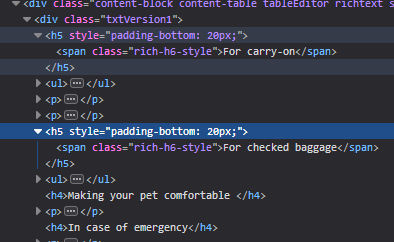 <div class="content-block content-table tableEditor richtext s
<div class="txtVersion1">
<h5 style="padding-bottom: 20px;">
<span class="rich-h6-style">For carry-on</span>
</h5>
<ul>…</ul>
<p>…</p>
<p>…</p>
<h5 style="padding-bottom: 20px;">
<span class="rich-h6-style">For checked baggage</span>
</h5>
<ul>…</ul>
<h4>Making your pet comfortable </h4>
<p>…</p>
<h4>In case of emergency</h4>